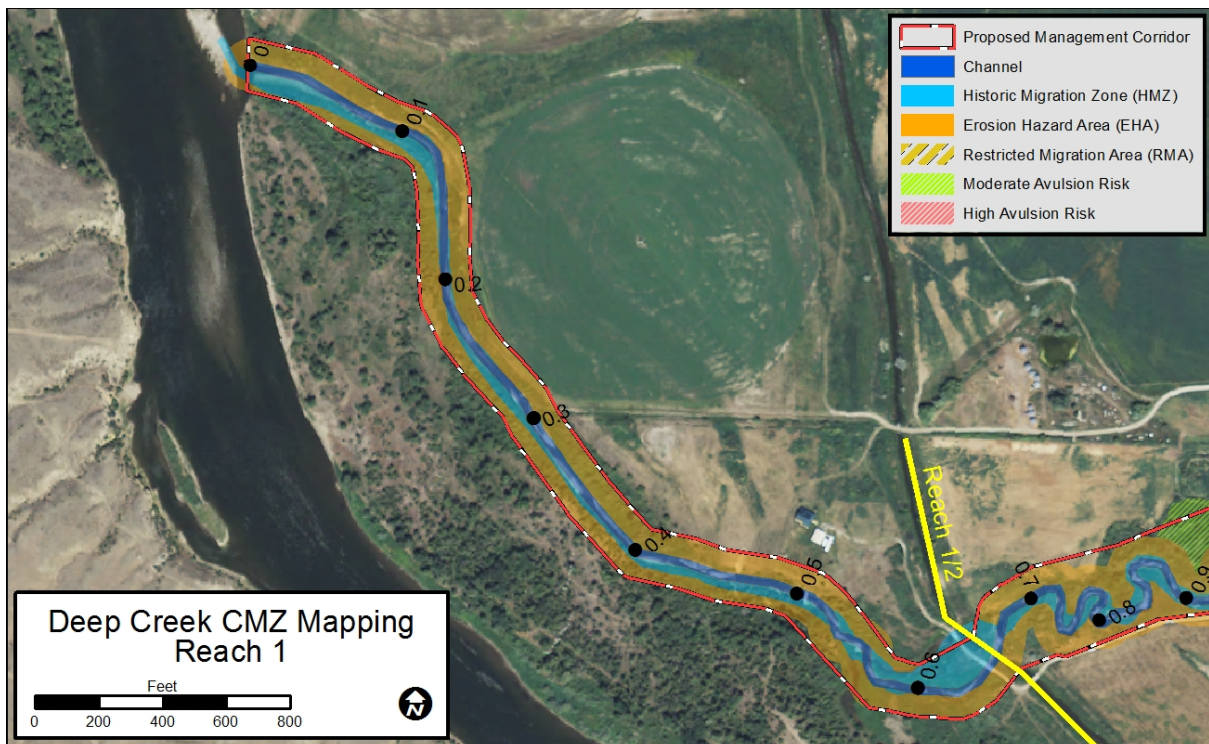 Proposed Management Corridor
Channel
Historic Migration Zone (HMZ)
Erosion Hazard Area (EHA)
Restricted Migration Area (RMA)
Moderate Avulsion Risk
High Avulsion Risk
0
0.1
0.2
0.3
0.4
0.5
0.6
0.7
0.8
0.9
Reach 1/2
Deep Creek CMZ Mapping
Reach 1
Feet
0 200 400 600 800
N